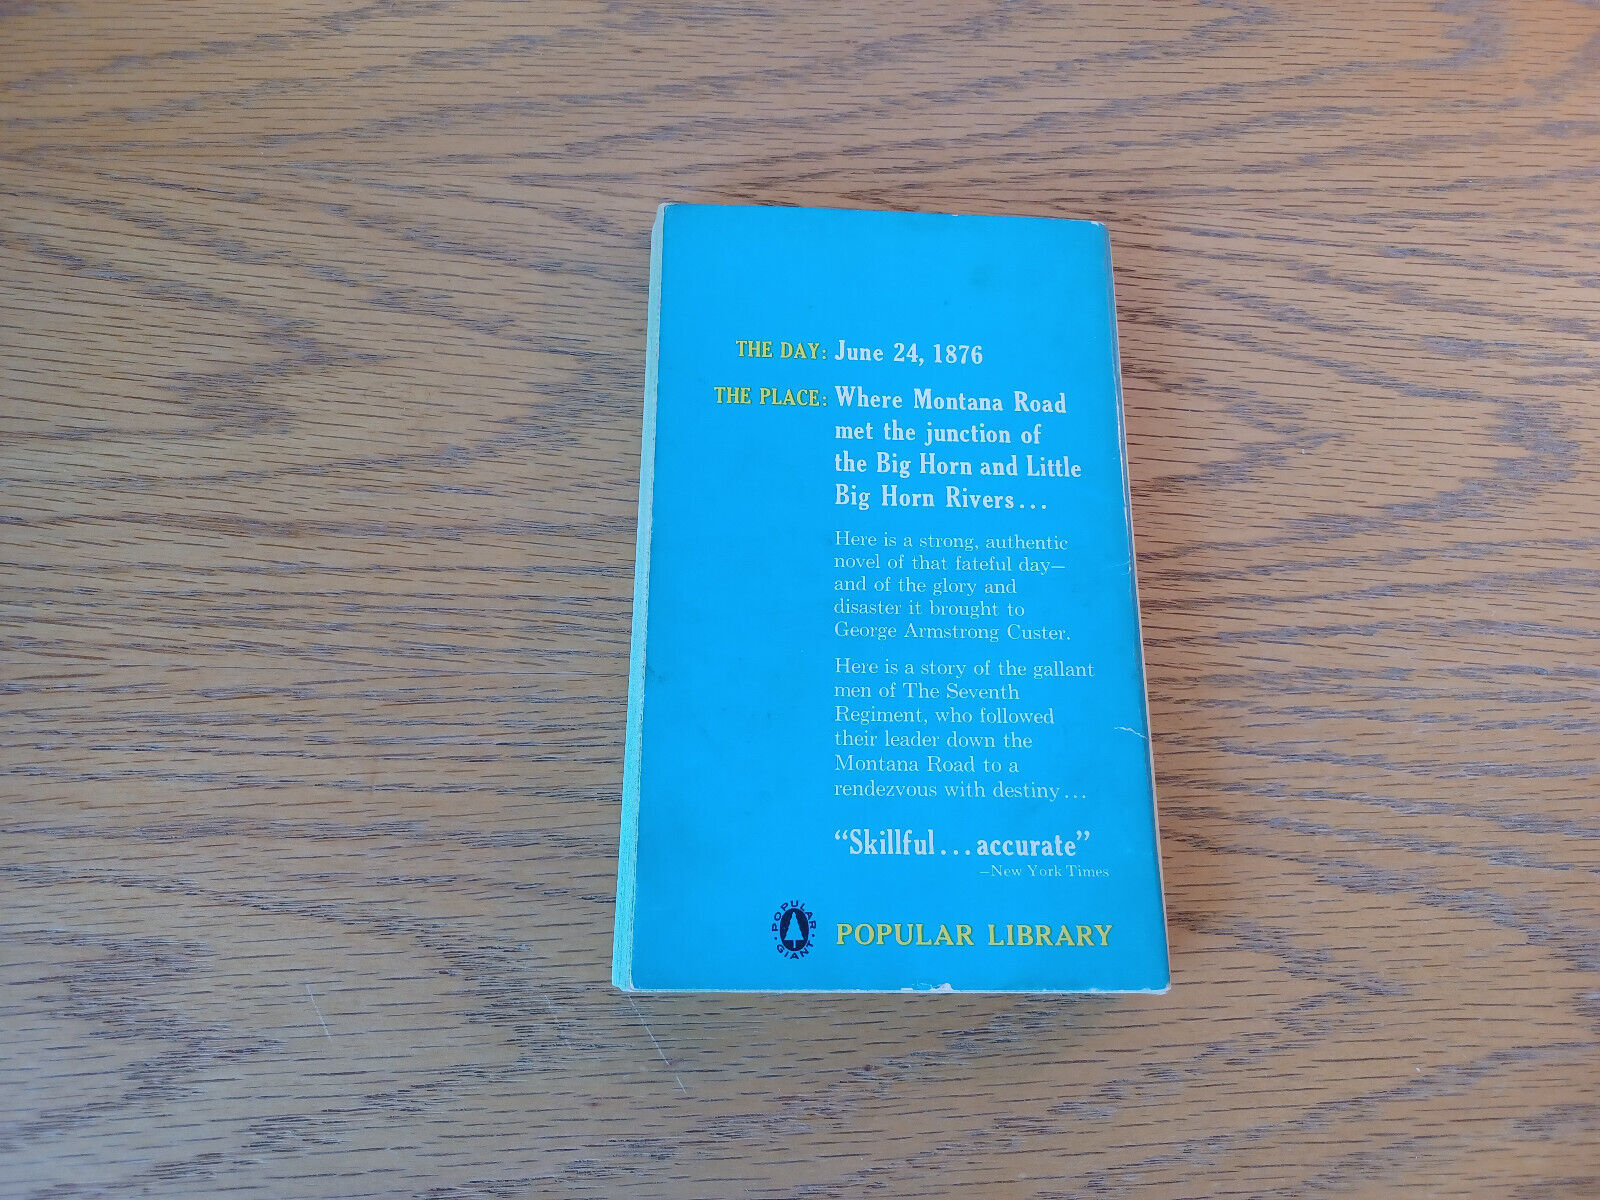 THE DAY: June 24, 1876
THE PLACE: Where Montana Road
met the junction of
the Big Horn and Little
Big Horn Rivers...
Here is a strong, authentic
novel of that fateful day—
and of the glory and
disaster it brought to
George Armstrong Custer.
Here is a story of the gallant
men of The Seventh
Regiment, who followed
their leader down the
Montana Road to a
rendezvous with destiny...
“Skillful...accurate”
—New York Times
POPULAR
GIANT
POPULAR LIBRARY